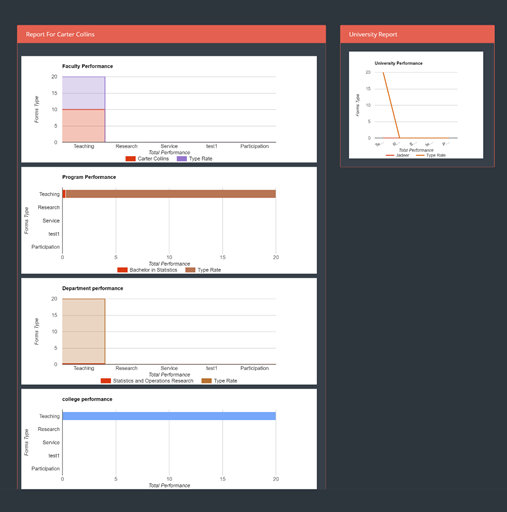 Report For Carter Collins
Faculty Performance
Forms Type
20
15
10
5
0
Teaching Research Service test1 Participation
Total Performance
Carter Collins Type Rate
Program Performance
Forms Type
Teaching
Research
Service
test1
Participation
0 5 10 15 20
Total Performance
Bachelor in Statistics Type Rate
Department performance
Forms Type
20
15
10
5
0
Teaching Research Service test1 Participation
Total Performance
Statistics and Operations Research Type Rate
college performance
Forms Type
Teaching
Research
Service
test1
Participation
0 5 10 15 20
Total Performance
University Report
University Performance
Forms Type
20
15
10
5
0
Total Performance
Jadeer Type Rate